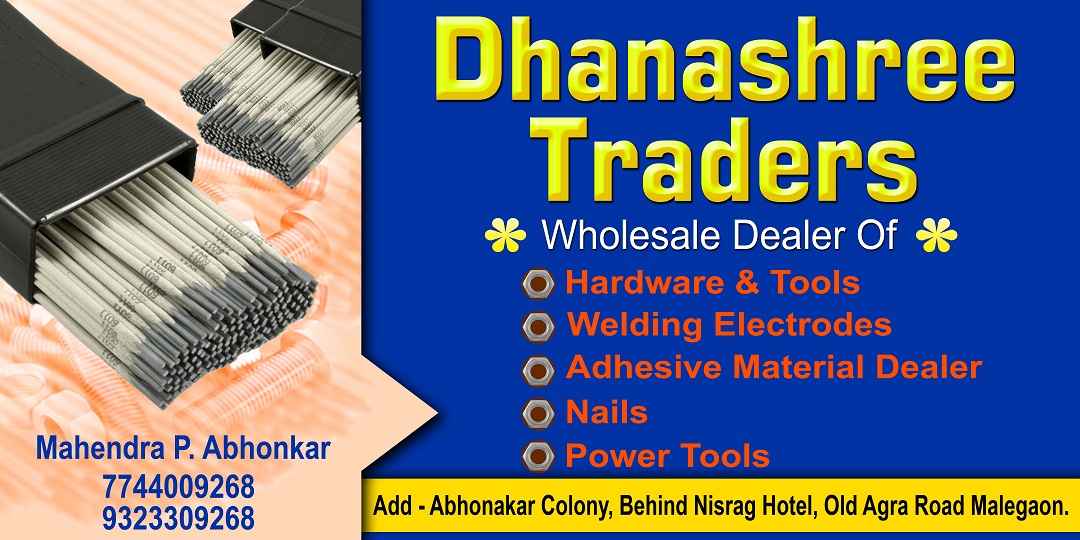 Dhanashree
Traders
Wholesale Dealer Of
Hardware & Tools
Welding Electrodes
Adhesive Material Dealer
Nails
Power Tools
Mahendra P. Abhonkar
7744009268
9323309268
Add - Abhonakar Colony, Behind Nisrag Hotel, Old Agra Road Malegaon.